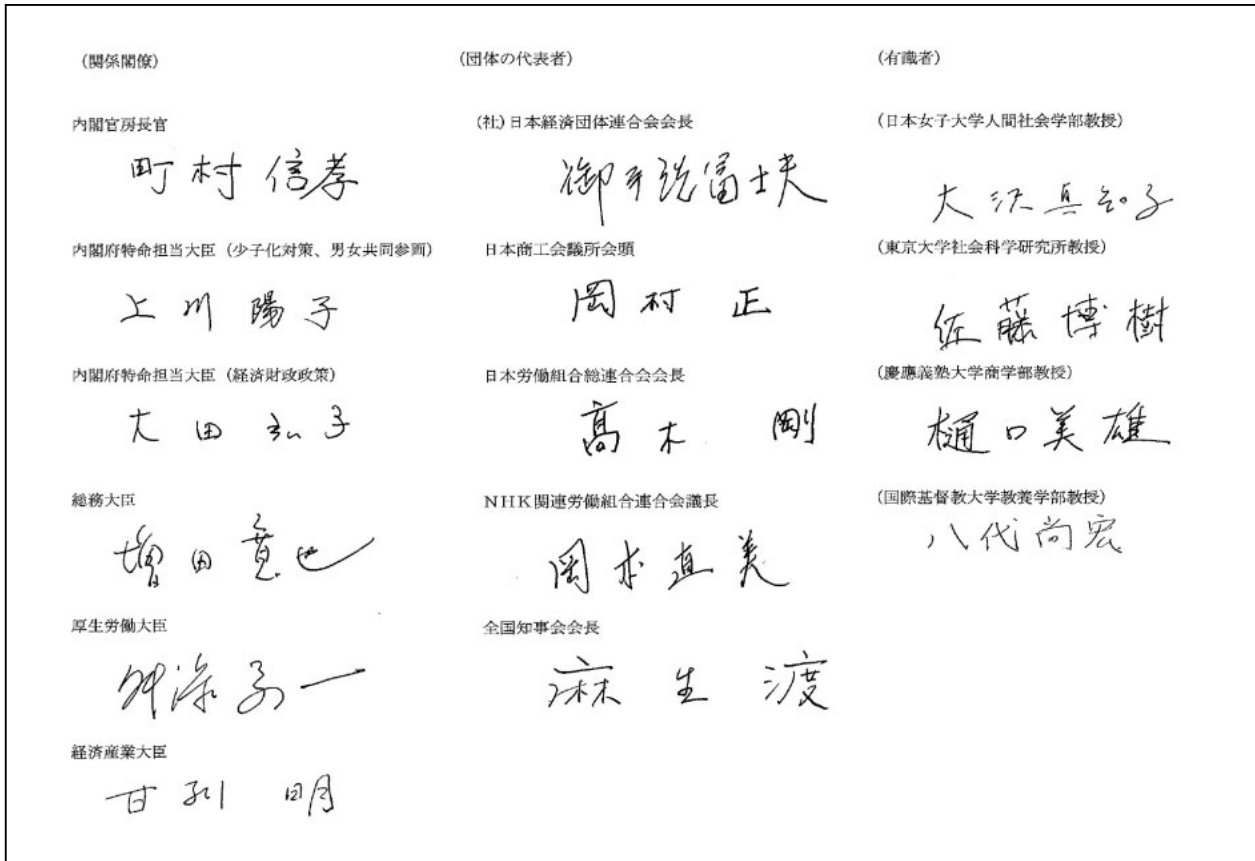 (関係閣僚)
内閣官房長官
町村信孝
内閣府特命担当大臣（少子化対策、男女共同参画）
上川陽子
内閣府特命担当大臣（経済財政政策）
大田弘子
総務大臣
増田寛也
厚生労働大臣
舛添要一
経済産業大臣
甘利 明
(団体の代表者)
(社)日本経済団体連合会会長
御手洗冨士夫
日本商工会議所会頭
岡村 正
日本労働組合総連合会会長
髙木 剛
NHK関連労働組合連合会議長
岡本直美
全国知事会会長
麻生 渡
(有識者)
(日本女子大学人間社会学部教授)
大沢真知子
(東京大学社会科学研究所教授)
佐藤博樹
(慶應義塾大学商学部教授)
樋口美雄
(国際基督教大学教養学部教授)
八代尚宏